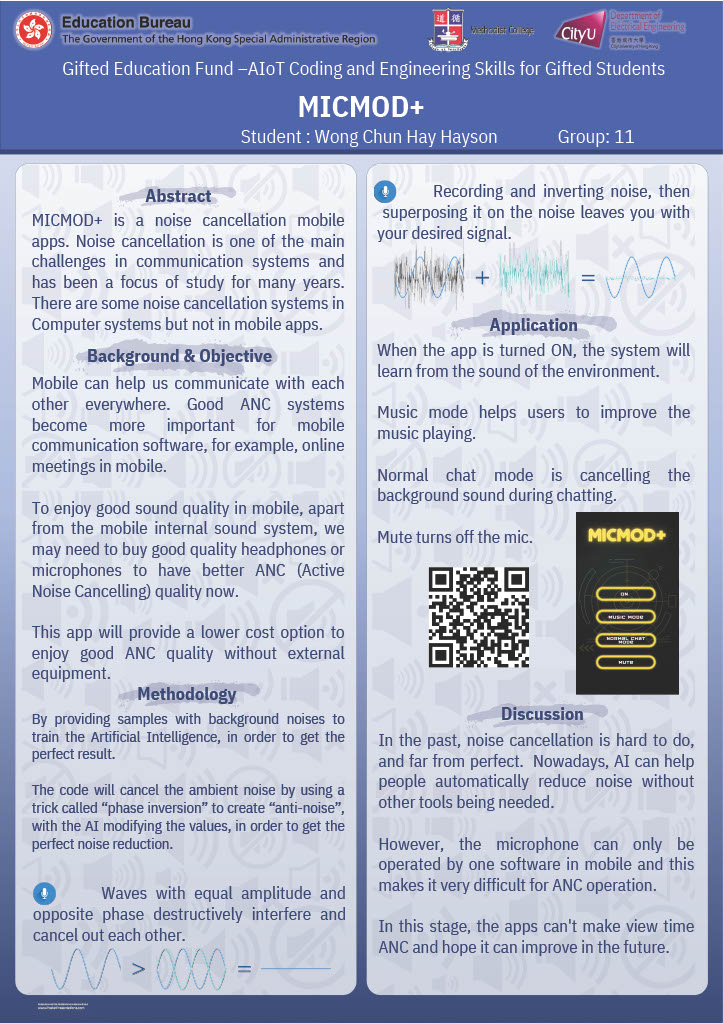 Education Bureau
The Government of the Hong Kong Special Administrative Region
Methodist College
CityU
Department of
Electrical Engineering
香港城市大學
City University of Hong Kong
Gifted Education Fund –AIoT Coding and Engineering Skills for Gifted Students
MICMOD+
Student : Wong Chun Hay Hayson
Group: 11
Abstract
MICMOD+ is a noise cancellation mobile
apps. Noise cancellation is one of the main
challenges in communication systems and
has been a focus of study for many years.
There are some noise cancellation systems in
Computer systems but not in mobile apps.
Background & Objective
Mobile can help us communicate with each
other everywhere. Good ANC systems
become more important for mobile
communication software, for example, online
meetings in mobile.
To enjoy good sound quality in mobile, apart
from the mobile internal sound system, we
may need to buy good quality headphones or
microphones to have better ANC (Active
Noise Cancelling) quality now.
This app will provide a lower cost option to
enjoy good ANC quality without external
equipment.
Methodology
By providing samples with background noises to
train the Artificial Intelligence, in order to get the
perfect result.
The code will cancel the ambient noise by using a
trick called “phase inversion” to create “anti-noise”,
with the AI modifying the values, in order to get the
perfect noise reduction.
Waves with equal amplitude and
opposite phase destructively interfere and
cancel out each other.
> =
Recording and inverting noise, then
superposing it on the noise leaves you with
your desired signal.
+ =
Application
When the app is turned ON, the system will
learn from the sound of the environment.
Music mode helps users to improve the
music playing.
Normal chat mode is cancelling the
background sound during chatting.
Mute turns off the mic.
MICMOD+
ON
MUSIC MODE
NORMAL CHAT
MODE
MUTE
Discussion
In the past, noise cancellation is hard to do,
and far from perfect. Nowadays, AI can help
people automatically reduce noise without
other tools being needed.
However, the microphone can only be
operated by one software in mobile and this
makes it very difficult for ANC operation.
In this stage, the apps can't make view time
ANC and hope it can improve in the future.